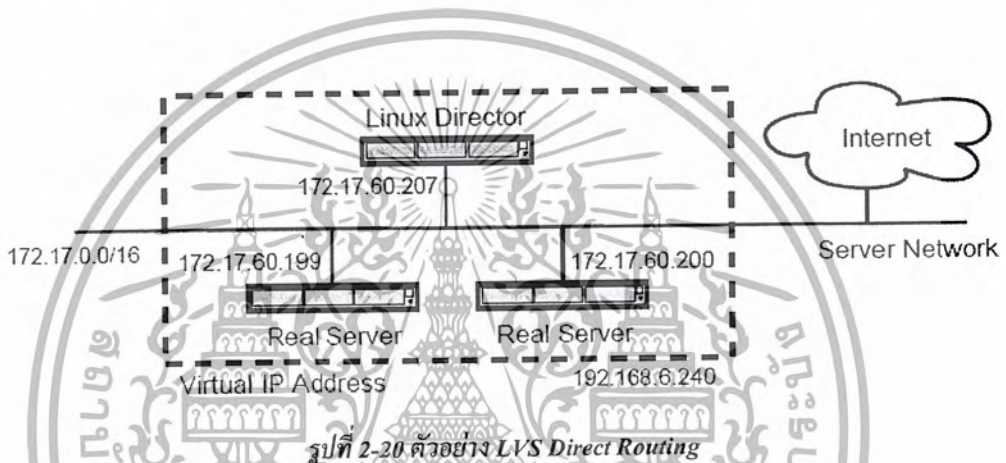 Linux Director
Internet
172.17.60.207
172.17.0.0/16
172.17.60.199
172.17.60.200
Server Network
Real Server
Real Server
Virtual IP Address
192.168.6.240
รูปที่ 2-20 ตัวอย่าง LVS Direct Routing